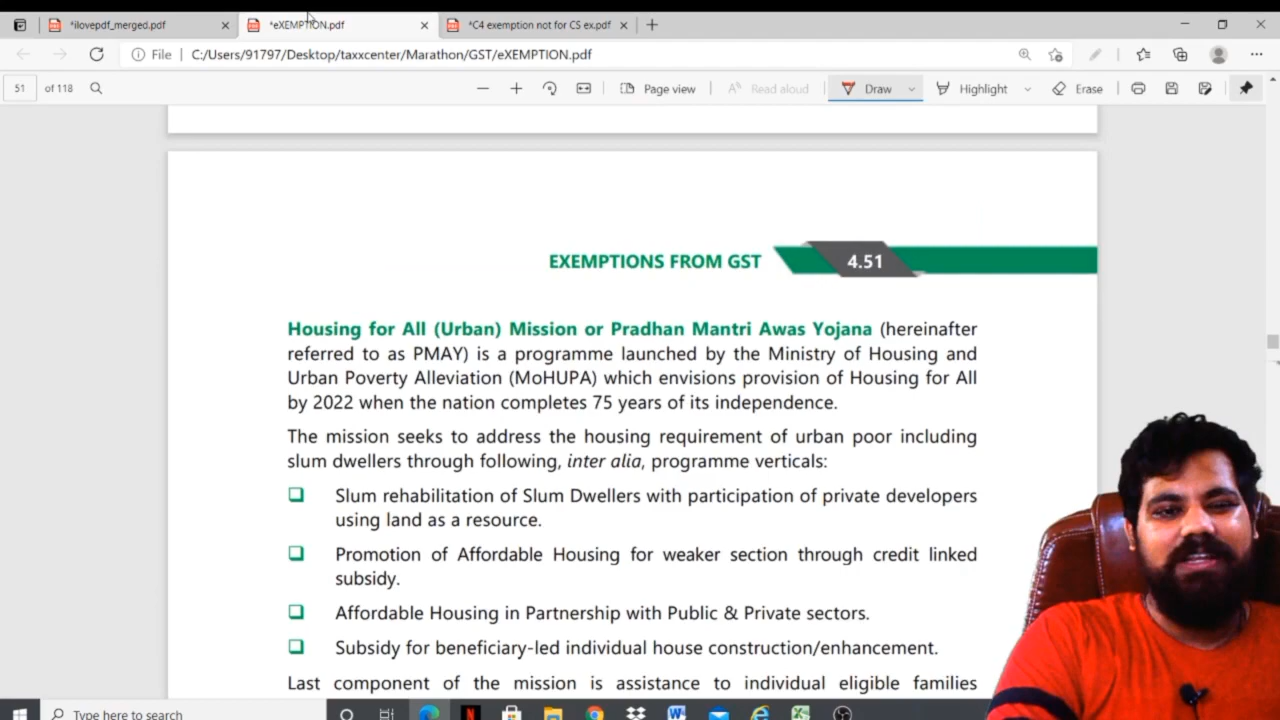 *ilovepdf_merged.pdf
*eXEMPTION.pdf
*C4 exemption not for CS ex.pdf
File
C:/Users/91797/Desktop/taxxcenter/Marathon/GST/eXEMPTION.pdf
51 of 118
Page view
Read aloud
Draw
Highlight
Erase
EXEMPTIONS FROM GST
4.51
Housing for All (Urban) Mission or Pradhan Mantri Awas Yojana (hereinafter
referred to as PMAY) is a programme launched by the Ministry of Housing and
Urban Poverty Alleviation (MoHUPA) which envisions provision of Housing for All
by 2022 when the nation completes 75 years of its independence.
The mission seeks to address the housing requirement of urban poor including
slum dwellers through following, inter alia, programme verticals:
Slum rehabilitation of Slum Dwellers with participation of private developers
using land as a resource.
Promotion of Affordable Housing for weaker section through credit linked
subsidy.
Affordable Housing in Partnership with Public & Private sectors.
Subsidy for beneficiary-led individual house construction/enhancement.
Last component of the mission is assistance to individual eligible families
Type here to search